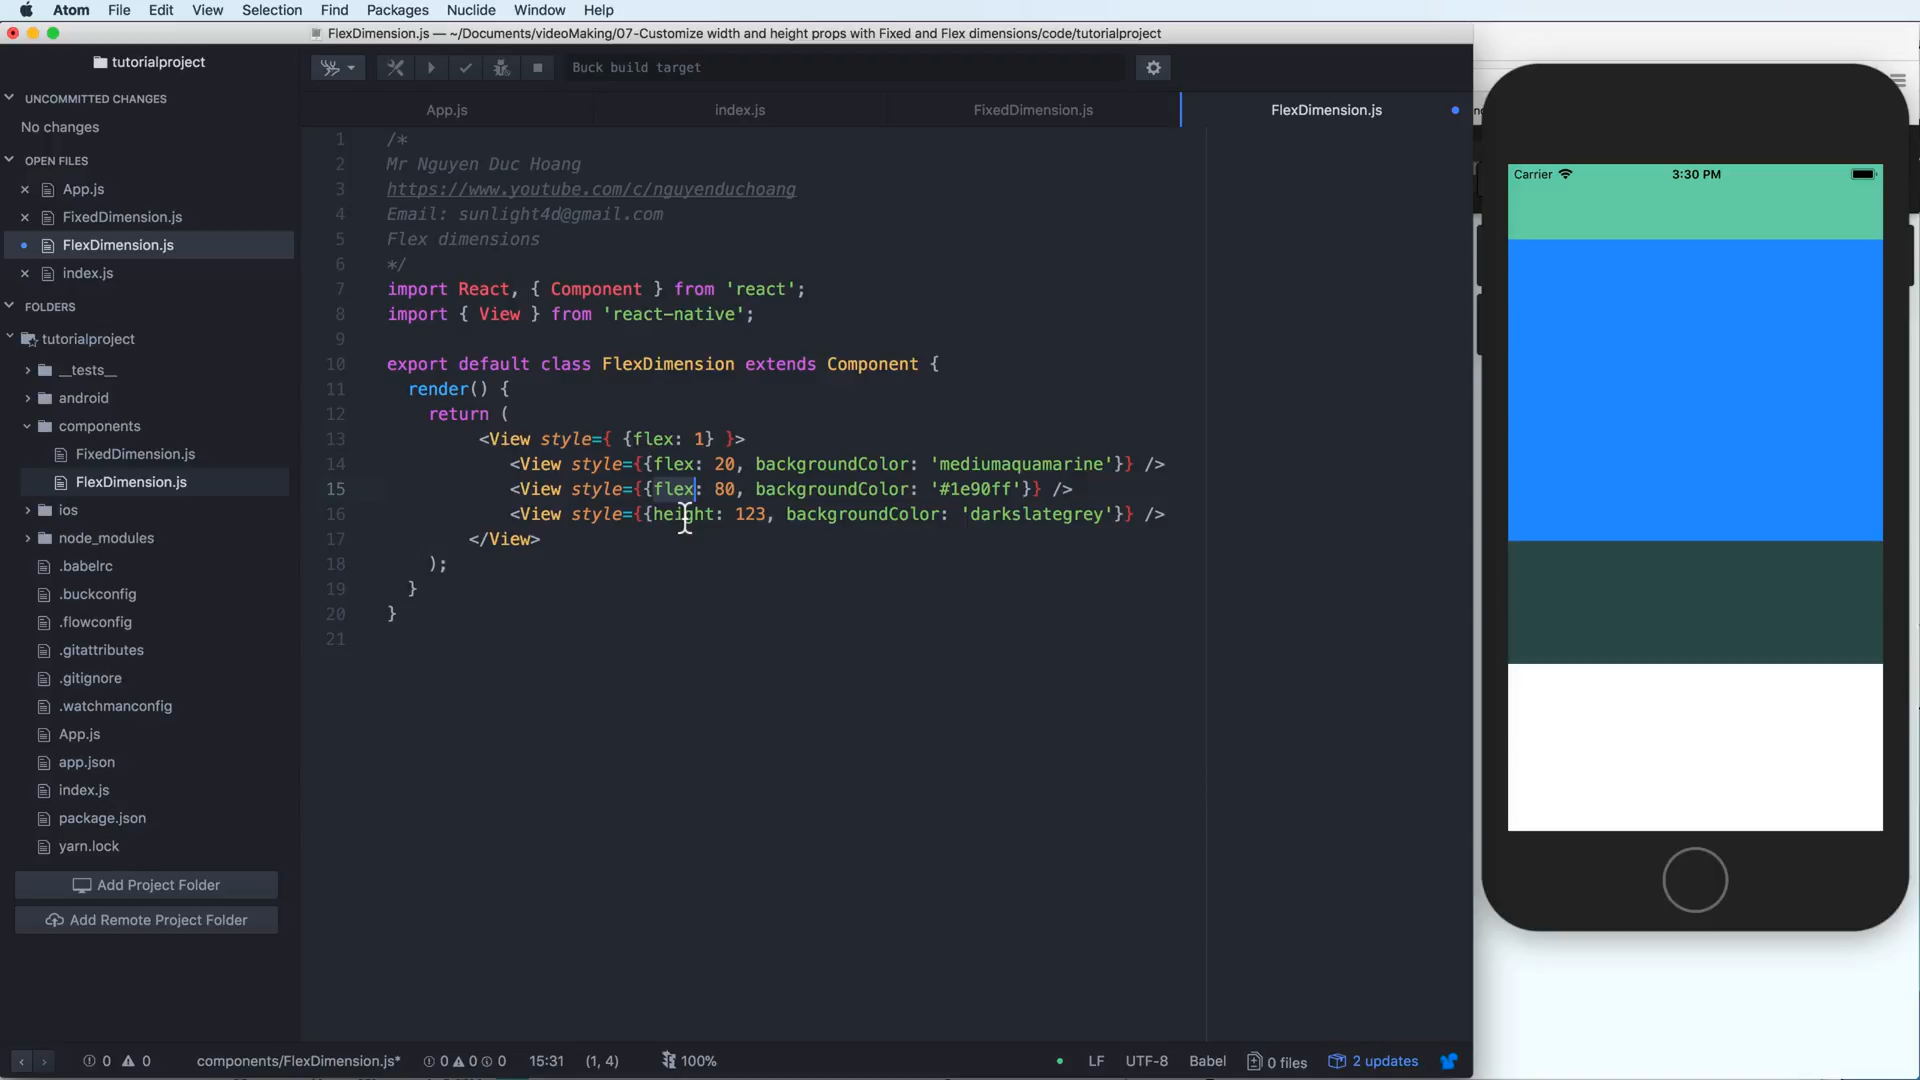 Atom File Edit View Selection Find Packages Nuclide Window Help
FlexDimension.js — ~/Documents/videoMaking/07-Customize width and height props with Fixed and Flex dimensions/code/tutorialproject
tutorialproject
Buck build target
UNCOMMITTED CHANGES
No changes
OPEN FILES
App.js
FixedDimension.js
FlexDimension.js
index.js
FOLDERS
tutorialproject
__tests__
android
components
FixedDimension.js
FlexDimension.js
ios
node_modules
.babelrc
.buckconfig
.flowconfig
.gitattributes
.gitignore
.watchmanconfig
App.js
app.json
index.js
package.json
yarn.lock
Add Project Folder
Add Remote Project Folder
App.js index.js FixedDimension.js FlexDimension.js
1 /*
2 Mr Nguyen Duc Hoang
3 https://www.youtube.com/c/nguyenduchoang
4 Email: sunlight4d@gmail.com
5 Flex dimensions
6 */
7 import React, { Component } from 'react';
8 import { View } from 'react-native';
9
10 export default class FlexDimension extends Component {
11 render() {
12 return (
13 <View style={ {flex: 1} }>
14 <View style={{flex: 20, backgroundColor: 'mediumaquamarine'}} />
15 <View style={{flex: 80, backgroundColor: '#1e90ff'}} />
16 <View style={{height: 123, backgroundColor: 'darkslategrey'}} />
17 </View>
18 );
19 }
20 }
21
Carrier 3:30 PM
0 0 components/FlexDimension.js* 0 0 0 15:31 (1, 4) 100% LF UTF-8 Babel 0 files 2 updates